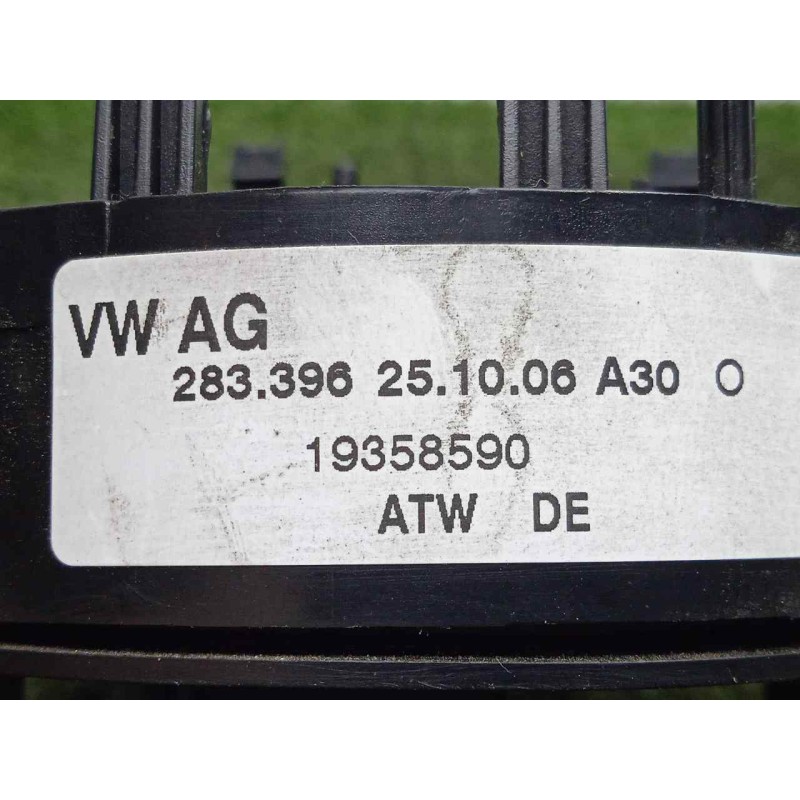 VW AG
283.396 25.10.06 A30 O
19358590
ATW DE